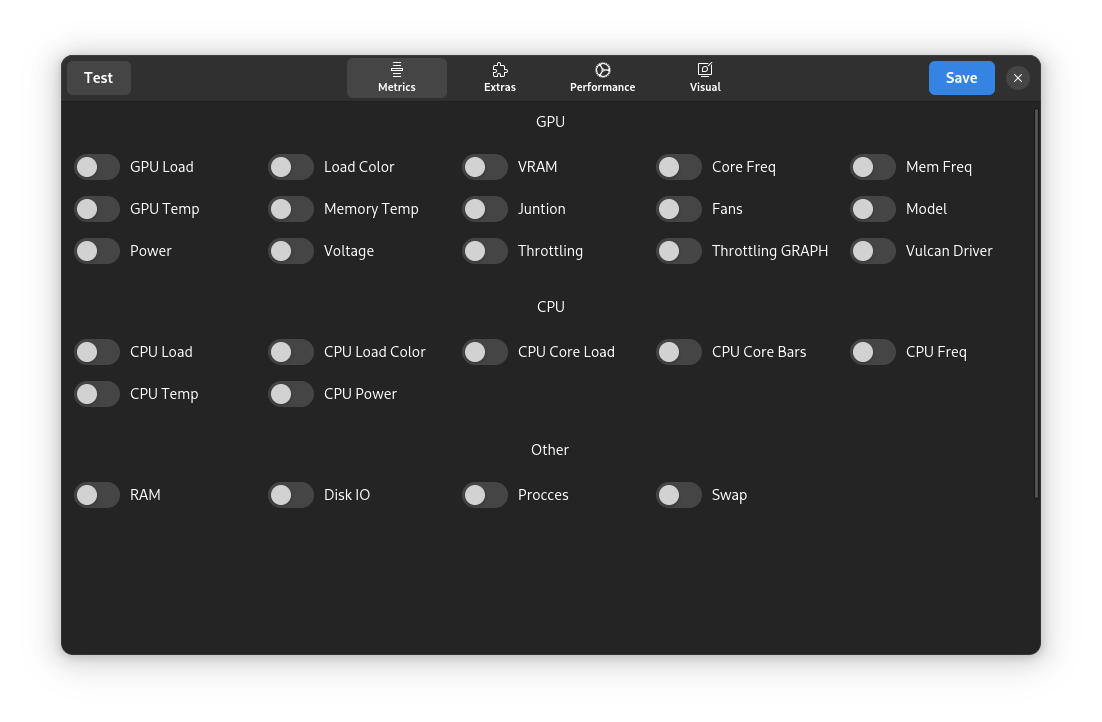 Test
Metrics
Extras
Performance
Visual
Save
GPU
GPU Load Load Color VRAM Core Freq Mem Freq
GPU Temp Memory Temp Juntion Fans Model
Power Voltage Throttling Throttling GRAPH Vulcan Driver
CPU
CPU Load CPU Load Color CPU Core Load CPU Core Bars CPU Freq
CPU Temp CPU Power
Other
RAM Disk IO Procces Swap